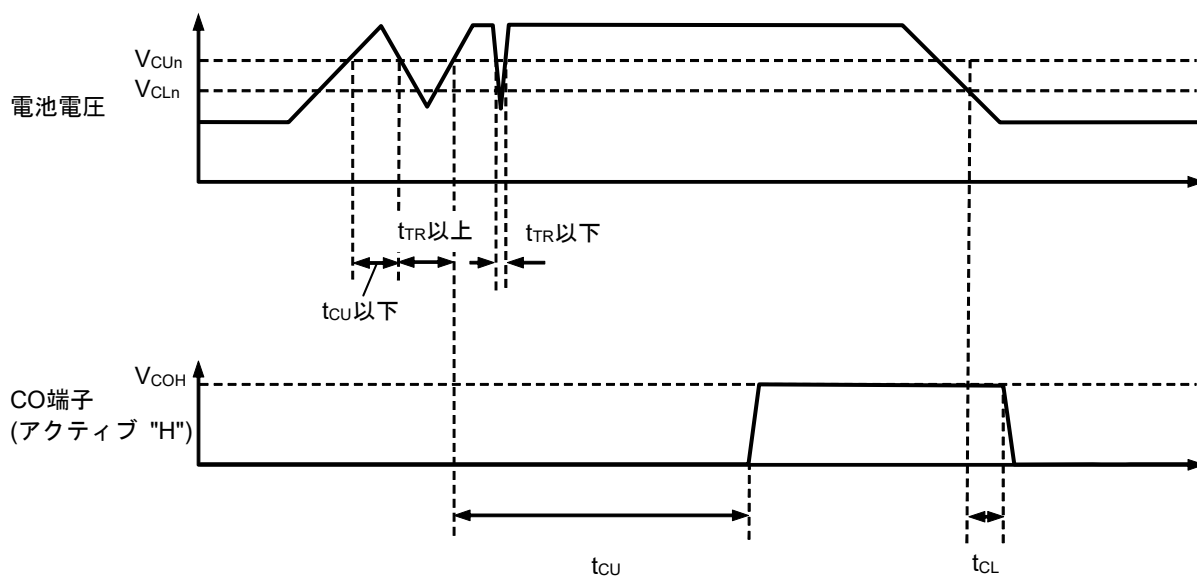 VCUn
VCLn
電池電圧
tTR以上
tTR以下
tCU以下
VCOH
CO端子
(アクティブ "H")
tCU
tCL